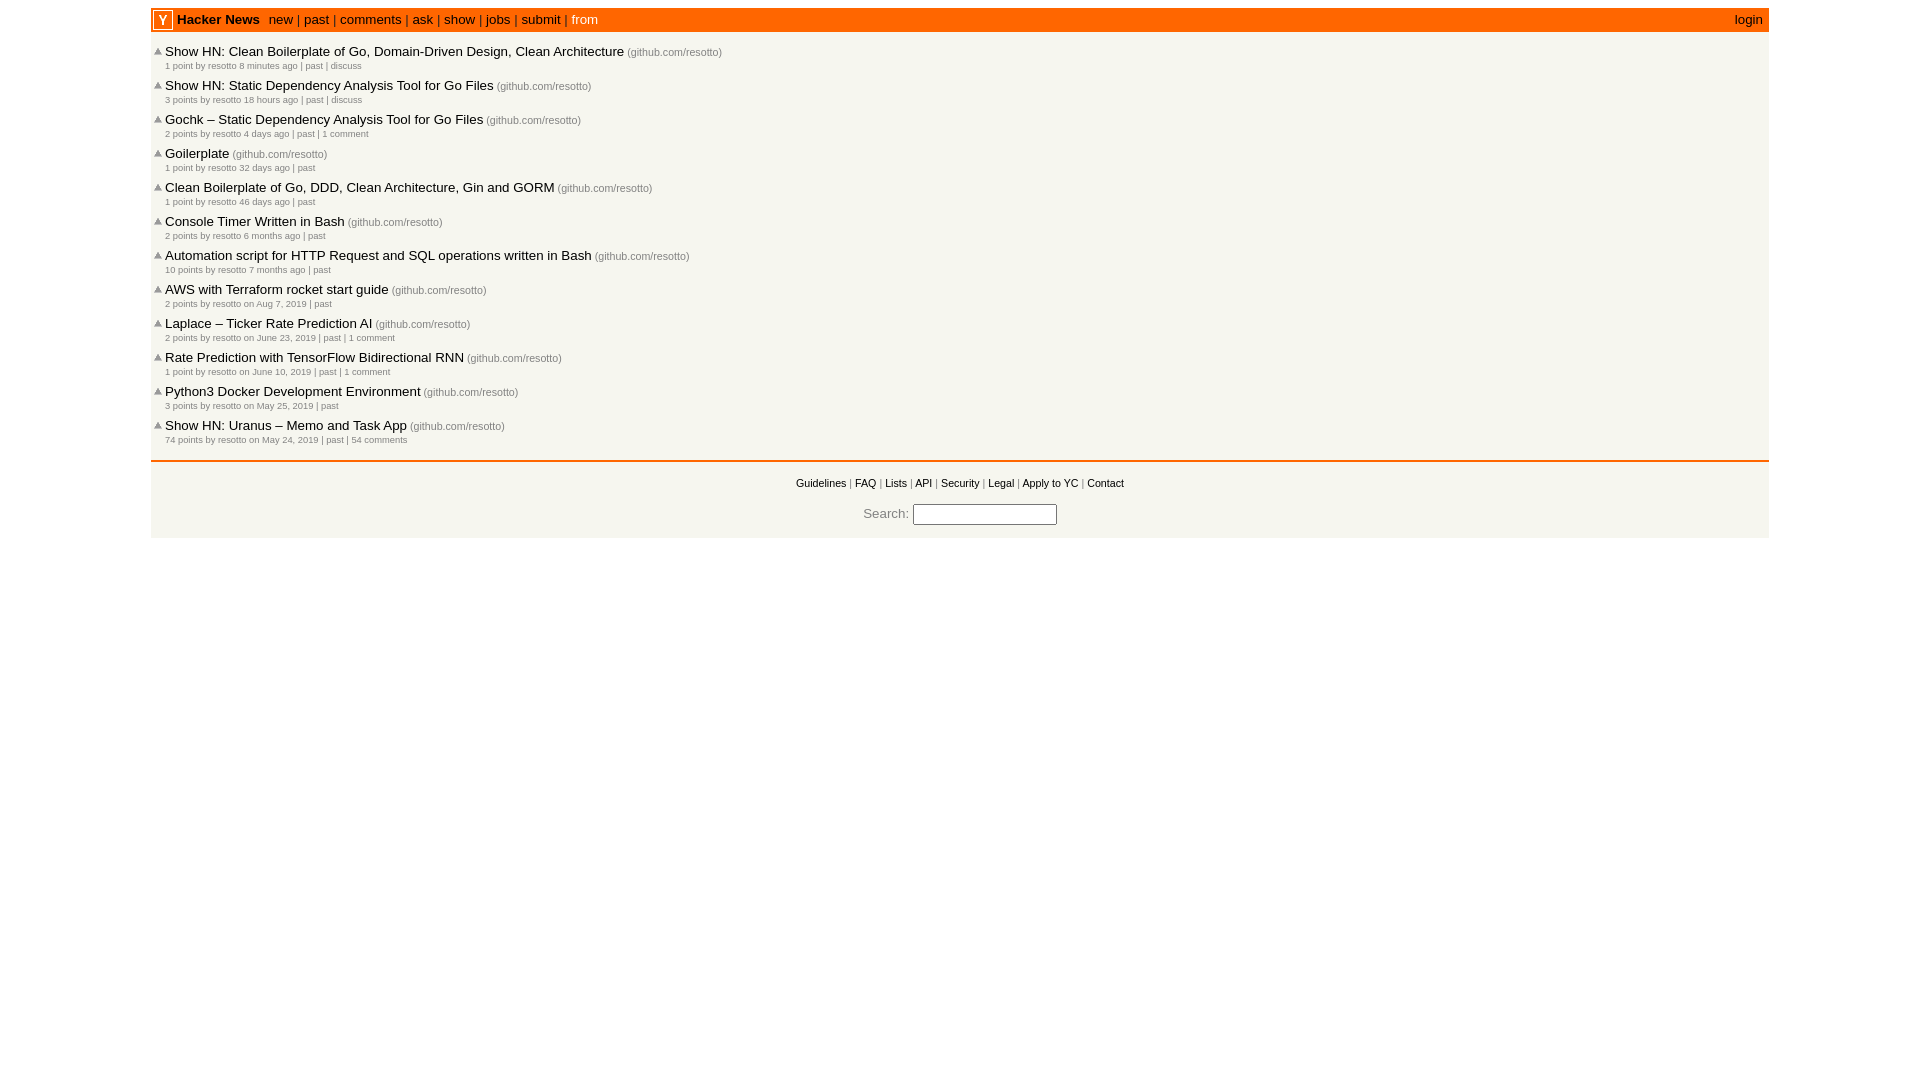 Y Hacker News new | past | comments | ask | show | jobs | submit | from login
Show HN: Clean Boilerplate of Go, Domain-Driven Design, Clean Architecture (github.com/resotto)
1 point by resotto 8 minutes ago | past | discuss
Show HN: Static Dependency Analysis Tool for Go Files (github.com/resotto)
3 points by resotto 18 hours ago | past | discuss
Gochk – Static Dependency Analysis Tool for Go Files (github.com/resotto)
2 points by resotto 4 days ago | past | 1 comment
Goilerplate (github.com/resotto)
1 point by resotto 32 days ago | past
Clean Boilerplate of Go, DDD, Clean Architecture, Gin and GORM (github.com/resotto)
1 point by resotto 46 days ago | past
Console Timer Written in Bash (github.com/resotto)
2 points by resotto 6 months ago | past
Automation script for HTTP Request and SQL operations written in Bash (github.com/resotto)
10 points by resotto 7 months ago | past
AWS with Terraform rocket start guide (github.com/resotto)
2 points by resotto on Aug 7, 2019 | past
Laplace – Ticker Rate Prediction AI (github.com/resotto)
2 points by resotto on June 23, 2019 | past | 1 comment
Rate Prediction with TensorFlow Bidirectional RNN (github.com/resotto)
1 point by resotto on June 10, 2019 | past | 1 comment
Python3 Docker Development Environment (github.com/resotto)
3 points by resotto on May 25, 2019 | past
Show HN: Uranus – Memo and Task App (github.com/resotto)
74 points by resotto on May 24, 2019 | past | 54 comments
Guidelines | FAQ | Lists | API | Security | Legal | Apply to YC | Contact
Search: